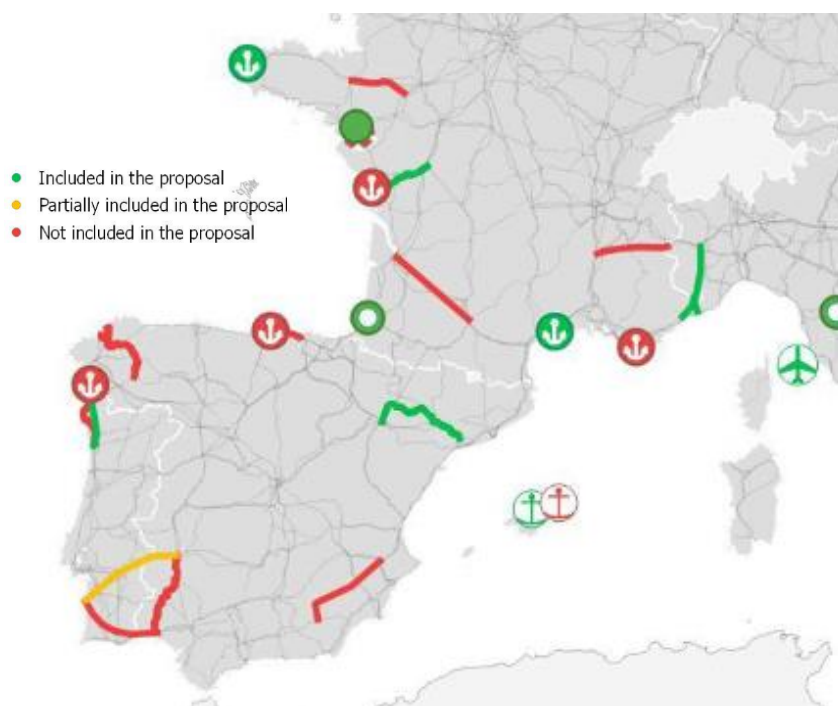 Included in the proposal
Partially included in the proposal
Not included in the proposal